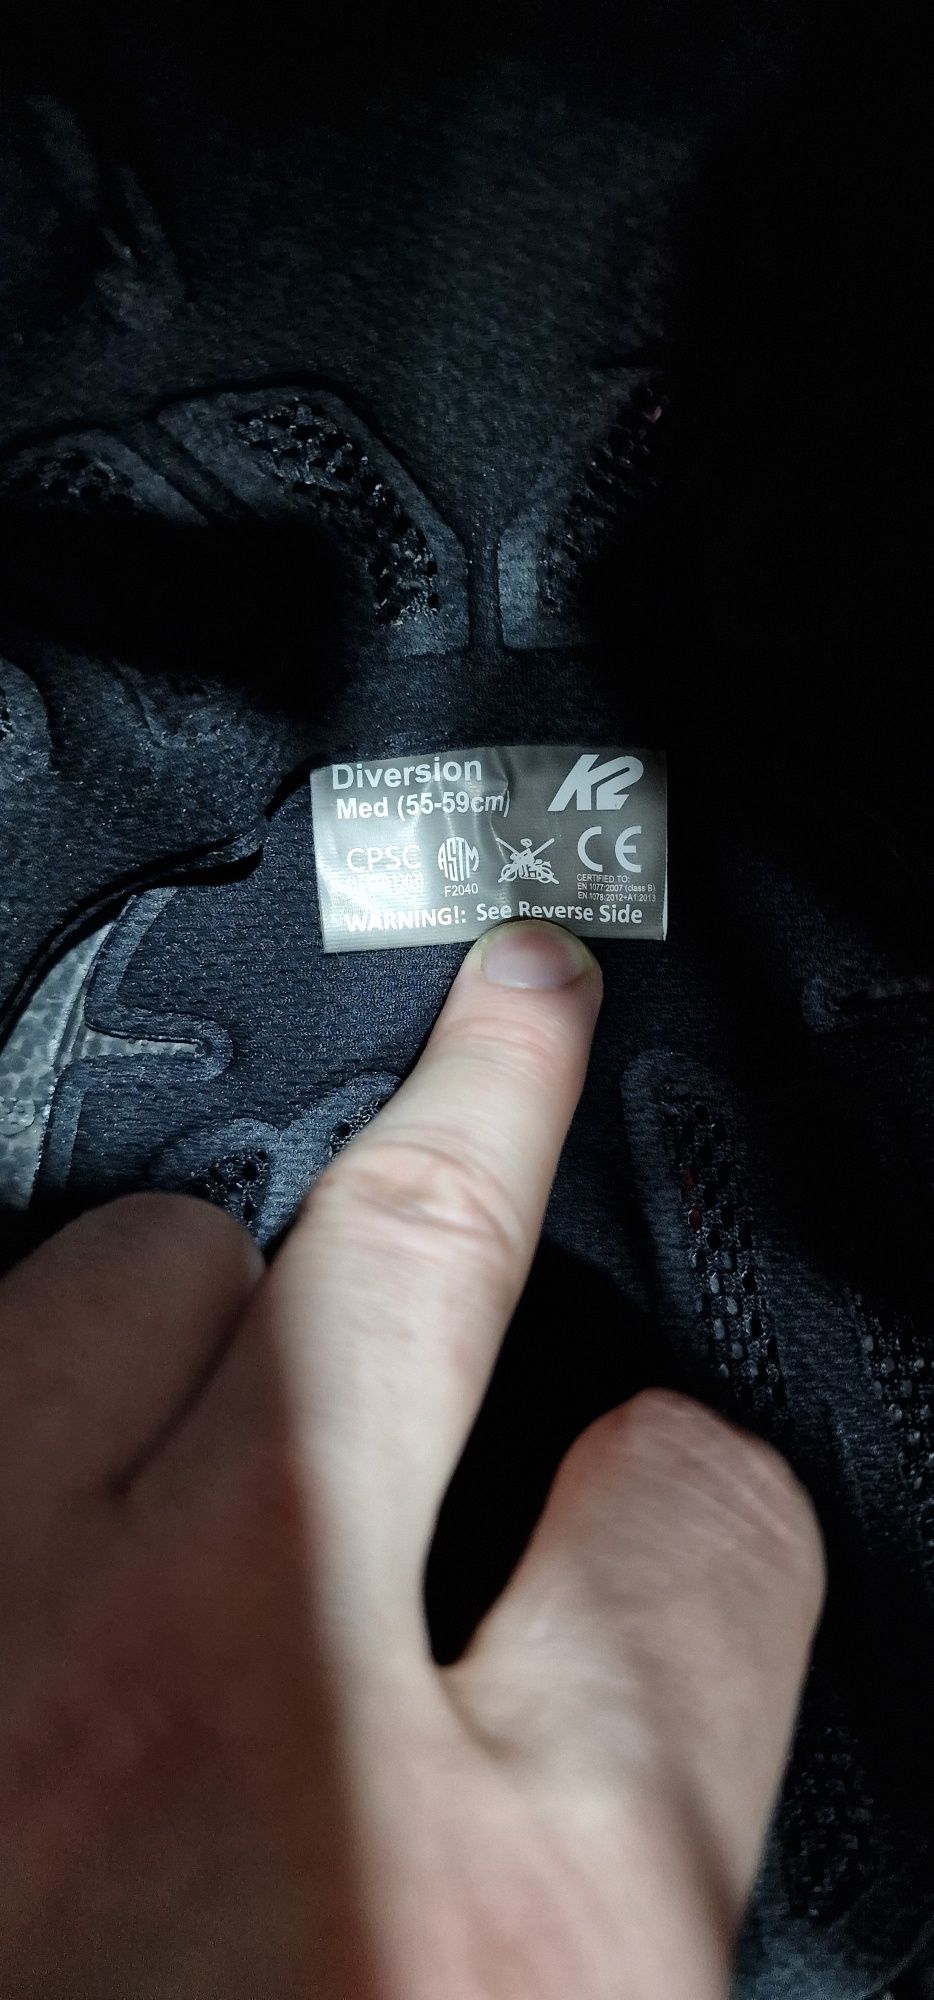 Diversion
K2
Med (55-59cm)
CPSC
ASTM
F2040
CE
CERTIFIED TO:
EN 1077:2007 (class B)
EN 1078:2012+A1:2013
WARNING!: See Reverse Side